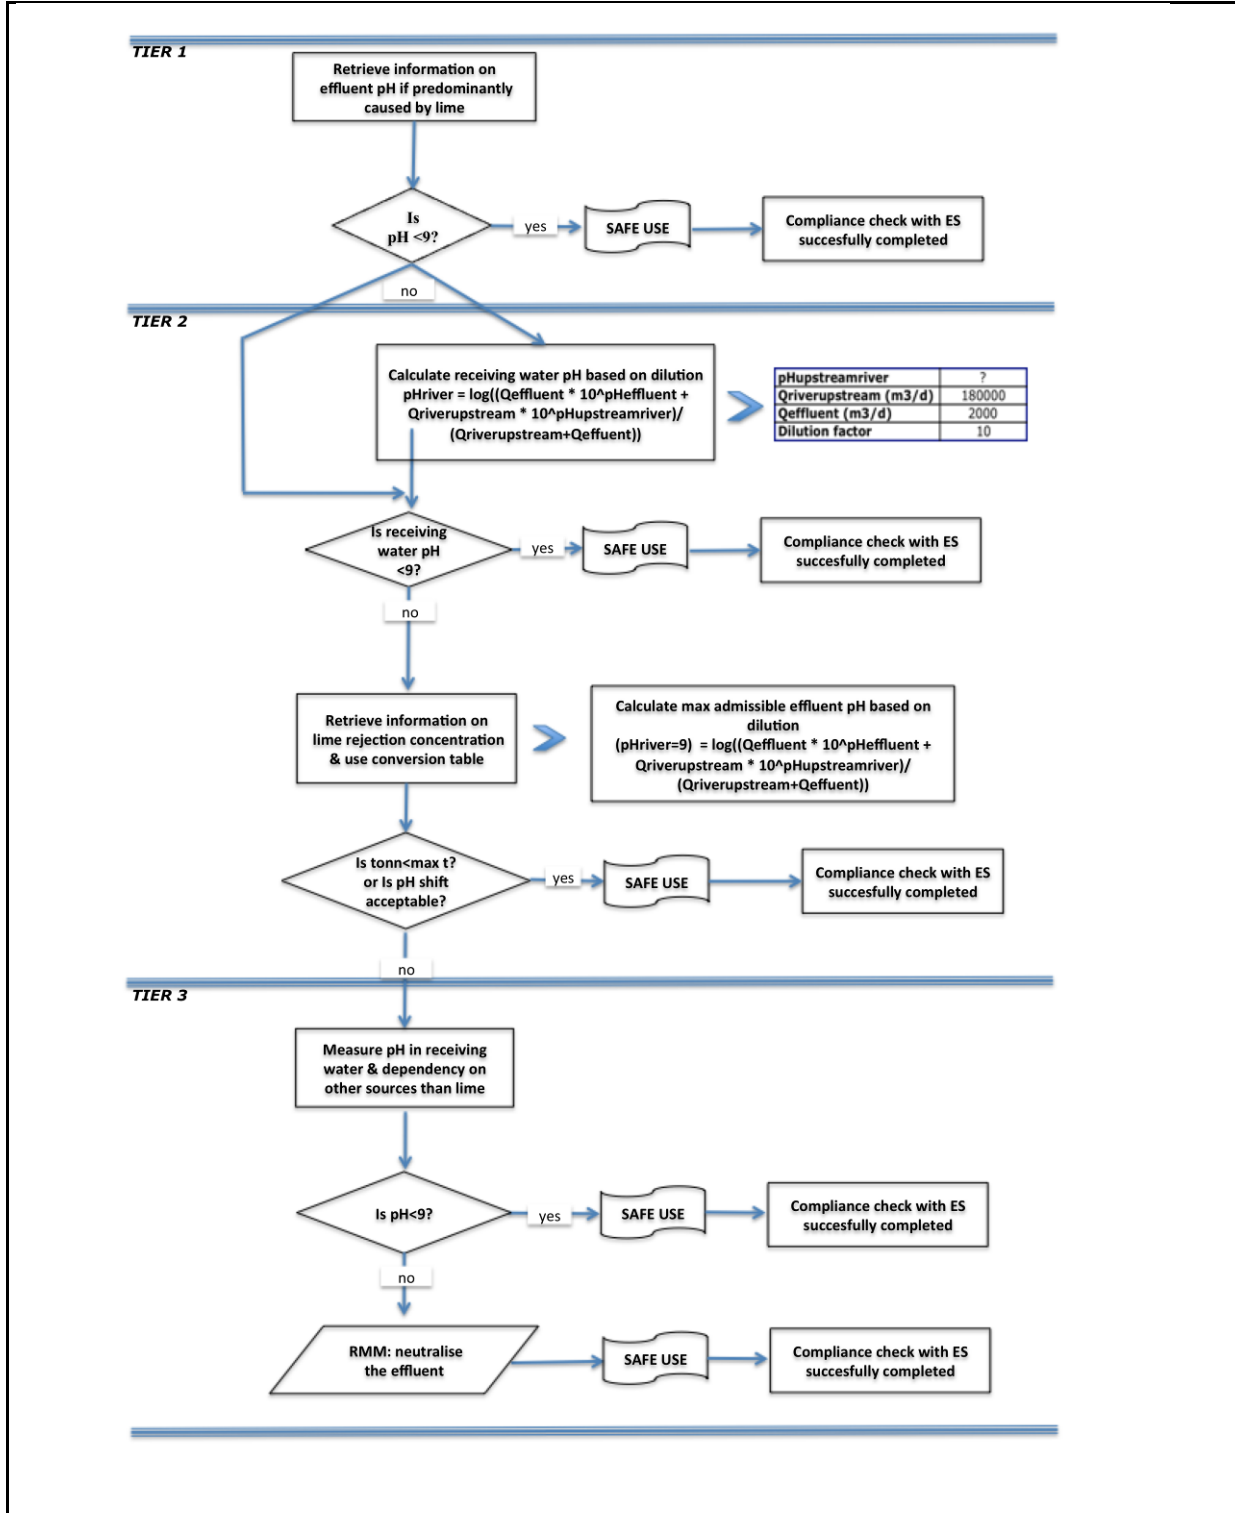 TIER 1
Retrieve information on
effluent pH if predominantly
caused by lime
Is
pH <9?
yes
SAFE USE
Compliance check with ES
succesfully completed
no
TIER 2
Calculate receiving water pH based on dilution
pHriver = log((Qeffluent * 10^pHeffluent +
Qriverupstream * 10^pHupstreamriver)/
(Qriverupstream+Qeffuent))
pHupstreamriver ?
Qriverupstream (m3/d) 180000
Qeffluent (m3/d) 2000
Dilution factor 10
Is receiving
water pH
<9?
yes
SAFE USE
Compliance check with ES
succesfully completed
no
Retrieve information on
lime rejection concentration
& use conversion table
Calculate max admissible effluent pH based on
dilution
(pHriver=9) = log((Qeffluent * 10^pHeffluent +
Qriverupstream * 10^pHupstreamriver)/
(Qriverupstream+Qeffuent))
Is tonn<max t?
or Is pH shift
acceptable?
yes
SAFE USE
Compliance check with ES
succesfully completed
no
TIER 3
Measure pH in receiving
water & dependency on
other sources than lime
Is pH<9?
yes
SAFE USE
Compliance check with ES
succesfully completed
no
RMM: neutralise
the effluent
SAFE USE
Compliance check with ES
succesfully completed